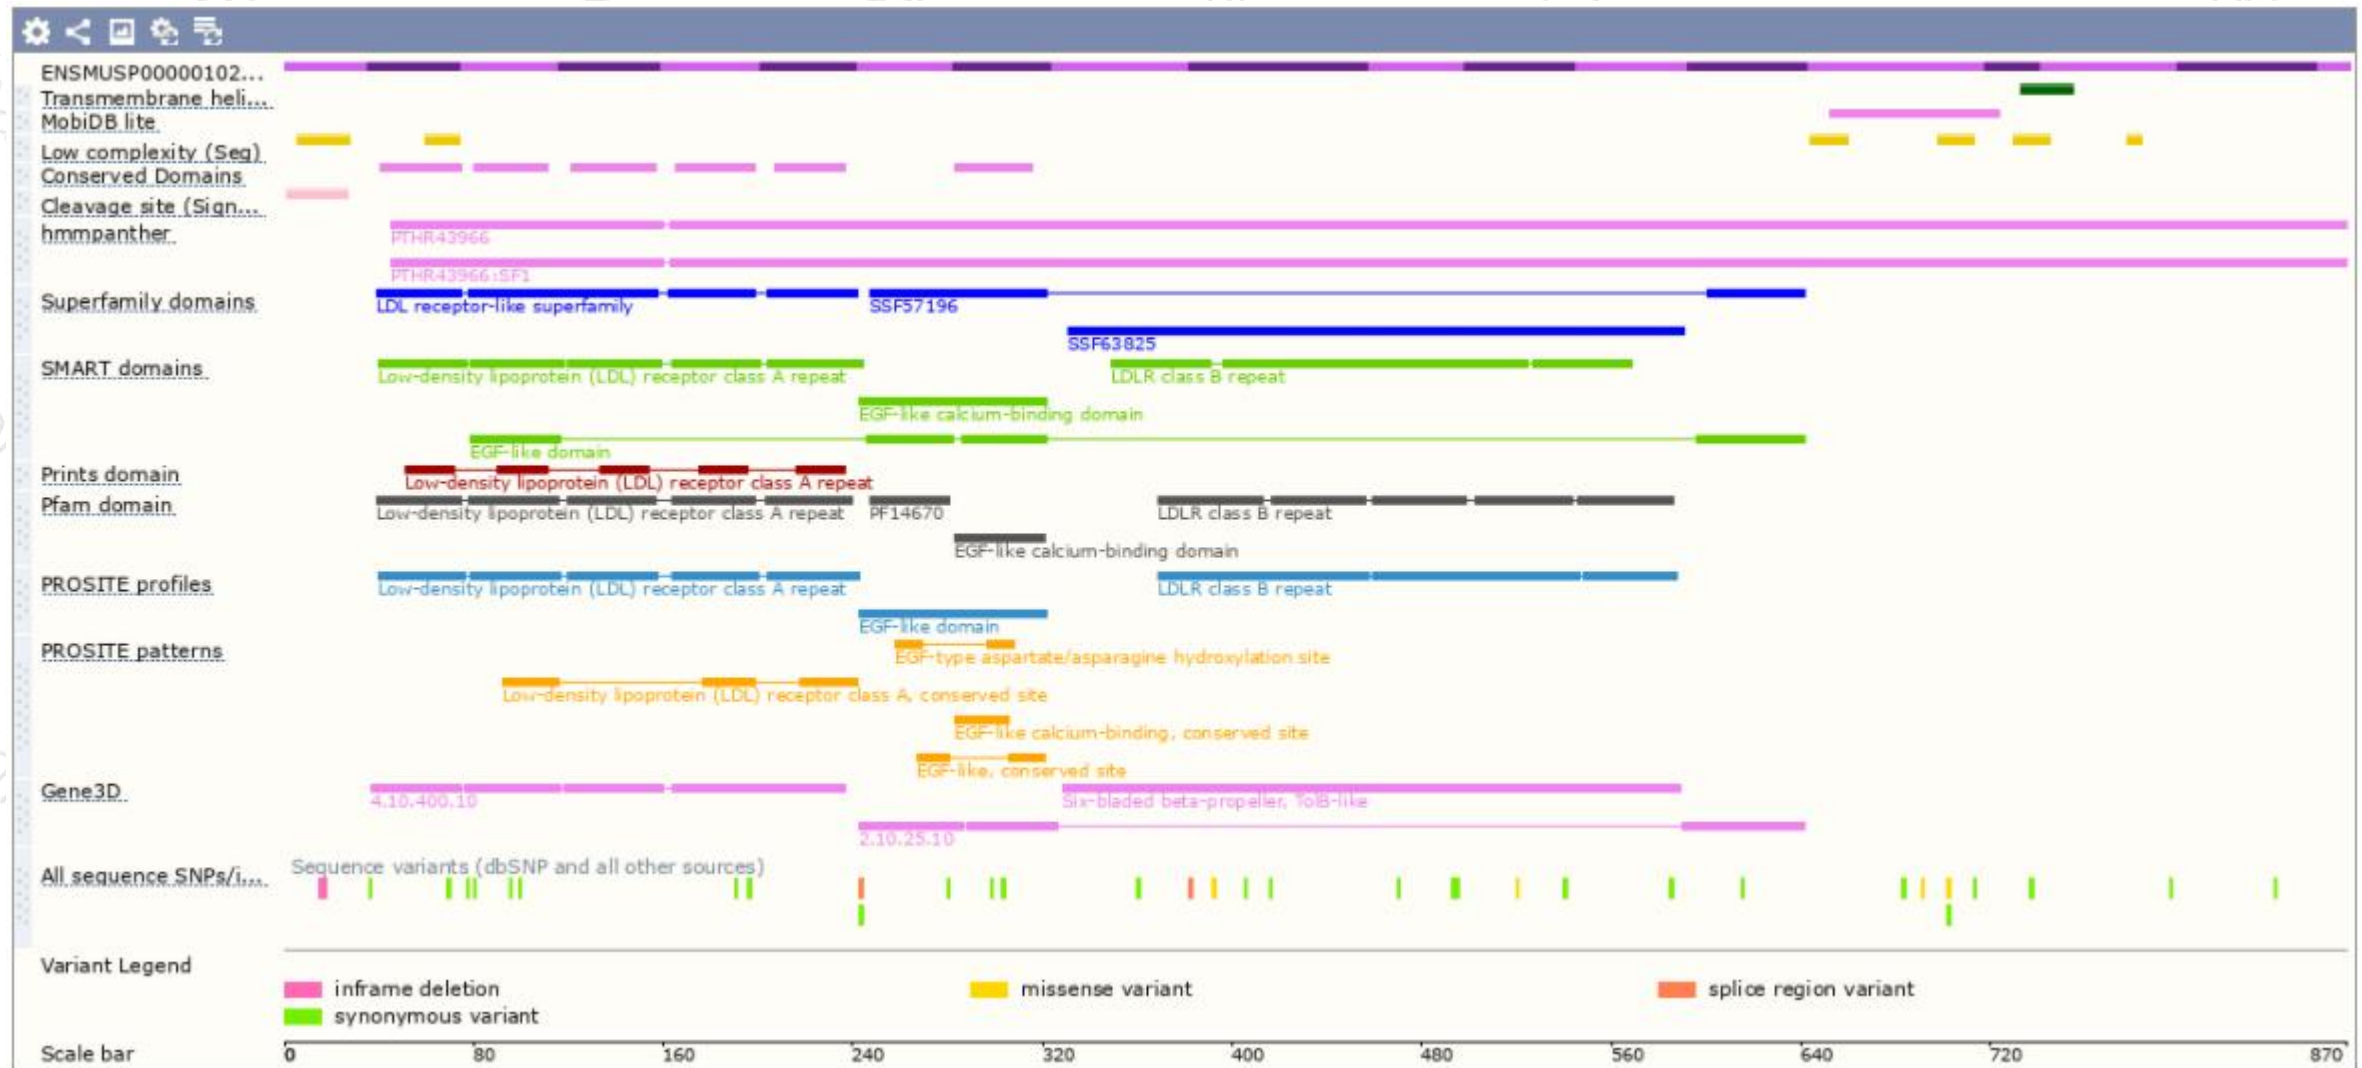 ENSMUSP00000102...
Transmembrane heli...
MobiDB lite
Low complexity (Seg)
Conserved Domains
Cleavage site (Sign...
hmmpanther
PTHR43966
PTHR43966:SF1
Superfamily domains
LDL receptor-like superfamily SSF57196
SSF63825
SMART domains
Low-density lipoprotein (LDL) receptor class A repeat LDLR class B repeat
EGF-like calcium-binding domain
EGF-like domain
Prints domain
Low-density lipoprotein (LDL) receptor class A repeat
Pfam domain
Low-density lipoprotein (LDL) receptor class A repeat PF14670 LDLR class B repeat
EGF-like calcium-binding domain
PROSITE profiles
Low-density lipoprotein (LDL) receptor class A repeat LDLR class B repeat
EGF-like domain
PROSITE patterns
EGF-type aspartate/asparagine hydroxylation site
Low-density lipoprotein (LDL) receptor class A, conserved site
EGF-like calcium-binding, conserved site
EGF-like, conserved site
Gene3D
4.10.400.10 Six-bladed beta-propeller, TolB-like
2.10.25.10
All sequence SNPs/i...
Sequence variants (dbSNP and all other sources)
Variant Legend
inframe deletion missense variant splice region variant
synonymous variant
Scale bar 0 80 160 240 320 400 480 560 640 720 870